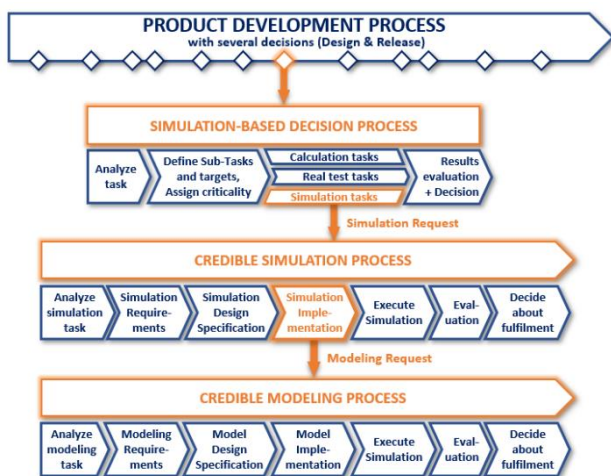 PRODUCT DEVELOPMENT PROCESS
with several decisions (Design & Release)
SIMULATION-BASED DECISION PROCESS
Analyze
task
Define Sub-Tasks
and targets,
Assign criticality
Calculation tasks
Real test tasks
Simulation tasks
Results
evaluation
+ Decision
Simulation Request
CREDIBLE SIMULATION PROCESS
Analyze
simulation
task
Simulation
Require-
ments
Simulation
Design
Specification
Simulation
Imple-
mentation
Execute
Simulation
Eval-
uation
Decide
about
fulfilment
Modeling Request
CREDIBLE MODELING PROCESS
Analyze
modeling
task
Modeling
Require-
ments
Model
Design
Specification
Model
Imple-
mentation
Execute
Simulation
Eval-
uation
Decide
about
fulfilment